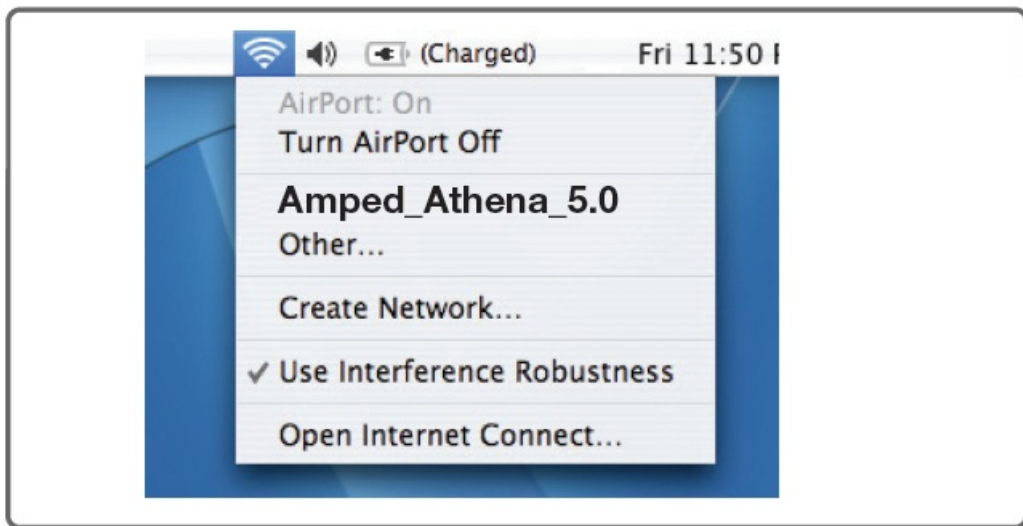 (Charged) Fri 11:50
AirPort: On
Turn AirPort Off
Amped_Athena_5.0
Other...
Create Network...
Use Interference Robustness
Open Internet Connect...